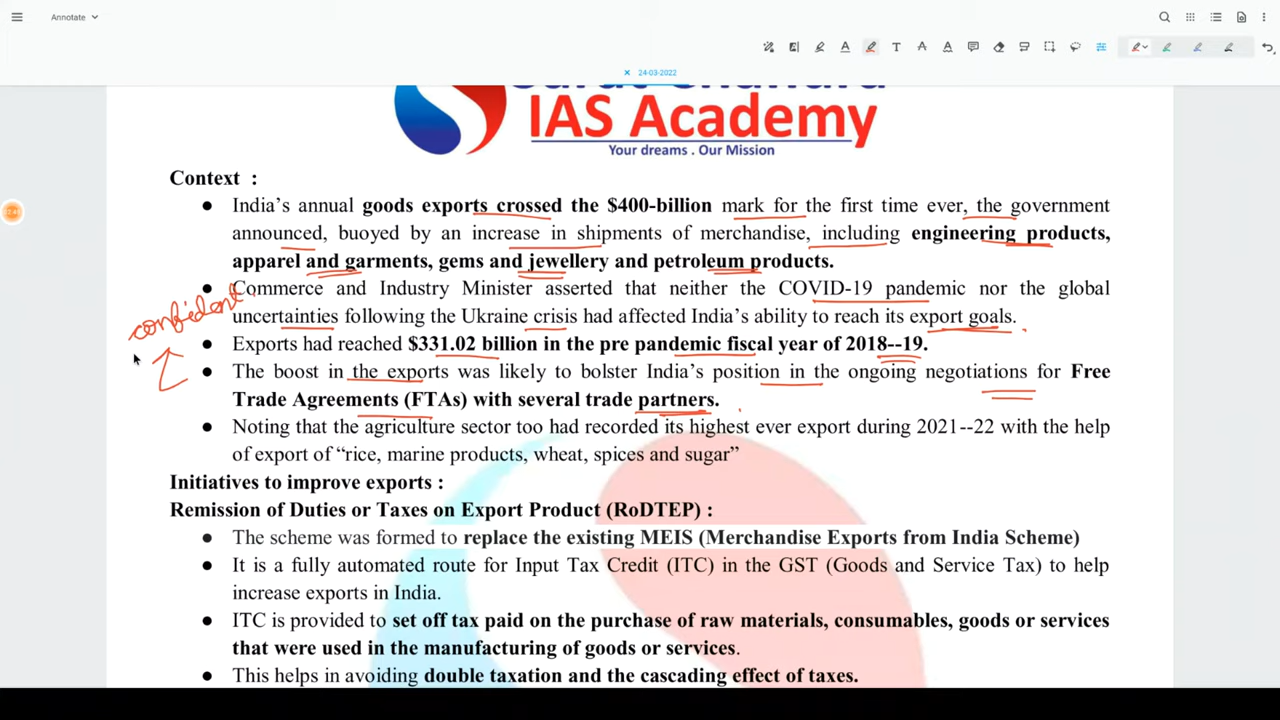 Annotate
24-03-2022
IAS Academy
Your dreams . Our Mission
Context :
● India's annual goods exports crossed the $400-billion mark for the first time ever, the government
announced, buoyed by an increase in shipments of merchandise, including engineering products,
apparel and garments, gems and jewellery and petroleum products.
● Commerce and Industry Minister asserted that neither the COVID-19 pandemic nor the global
confident
uncertainties following the Ukraine crisis had affected India's ability to reach its export goals.
● Exports had reached $331.02 billion in the pre pandemic fiscal year of 2018--19.
● The boost in the exports was likely to bolster India's position in the ongoing negotiations for Free
Trade Agreements (FTAs) with several trade partners.
● Noting that the agriculture sector too had recorded its highest ever export during 2021--22 with the help
of export of “rice, marine products, wheat, spices and sugar”
Initiatives to improve exports :
Remission of Duties or Taxes on Export Product (RoDTEP) :
● The scheme was formed to replace the existing MEIS (Merchandise Exports from India Scheme)
● It is a fully automated route for Input Tax Credit (ITC) in the GST (Goods and Service Tax) to help
increase exports in India.
● ITC is provided to set off tax paid on the purchase of raw materials, consumables, goods or services
that were used in the manufacturing of goods or services.
● This helps in avoiding double taxation and the cascading effect of taxes.